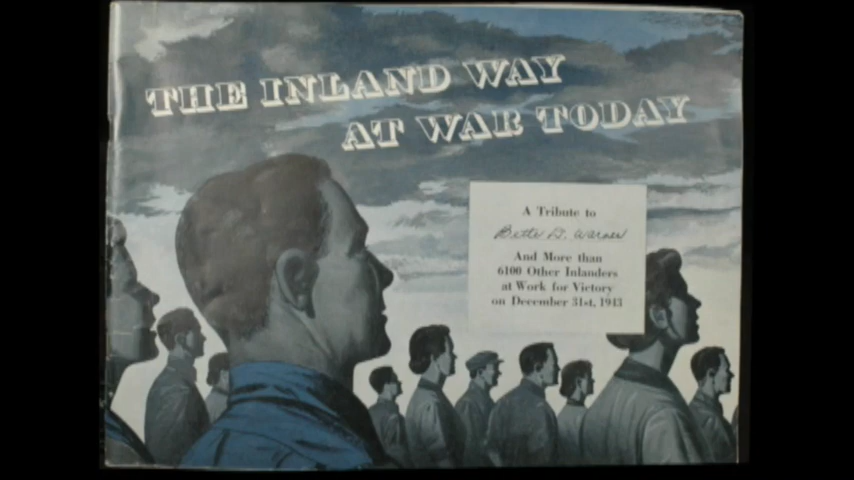 THE INLAND WAY
AT WAR TODAY
A Tribute to
Bette D. Warner
And More than
6100 Other Inlanders
at Work for Victory
on December 31st, 1943